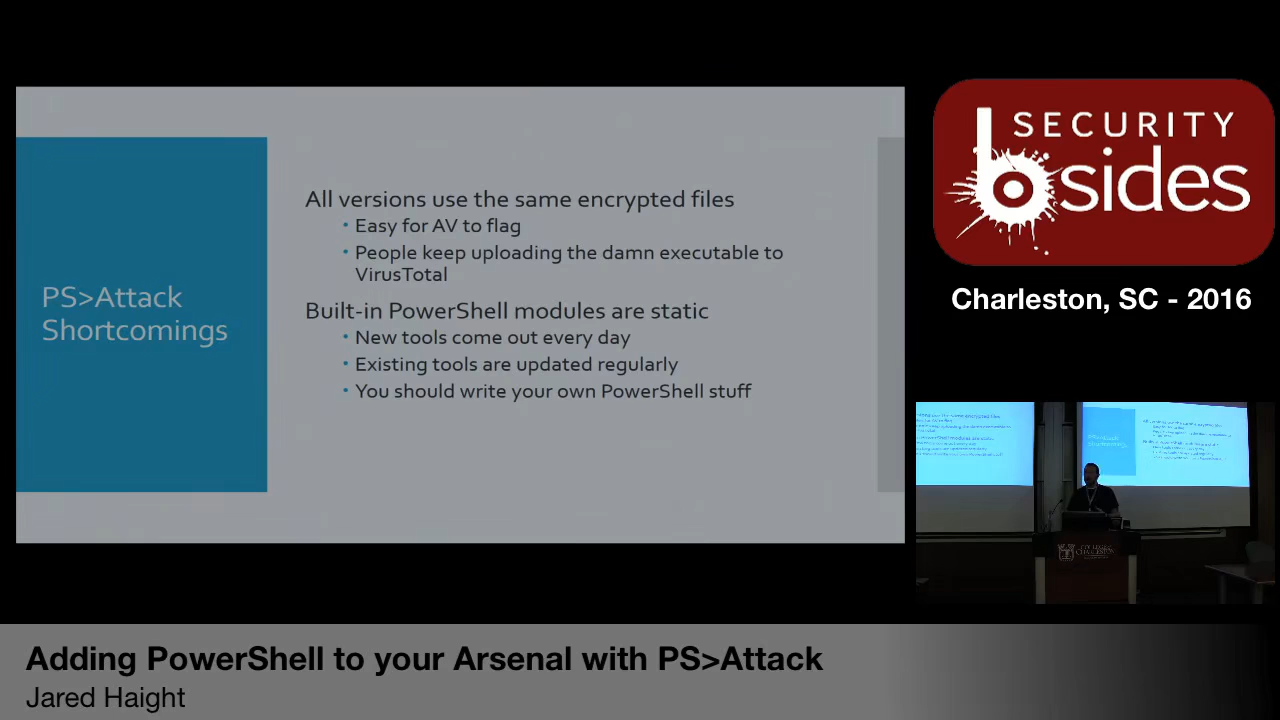 PS>Attack
Shortcomings
All versions use the same encrypted files
• Easy for AV to flag
• People keep uploading the damn executable to
VirusTotal
Built-in PowerShell modules are static
• New tools come out every day
• Existing tools are updated regularly
• You should write your own PowerShell stuff
SECURITY
bsides
Charleston, SC - 2016
PS>Attack
Shortcomings
Adding PowerShell to your Arsenal with PS>Attack
Jared Haight